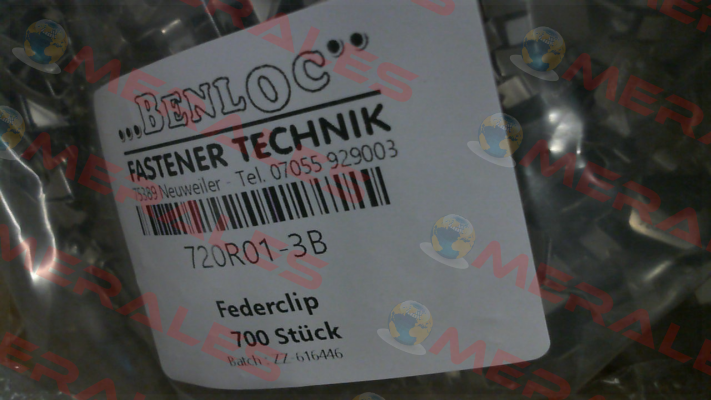 ...BENLOC••
FASTENER TECHNIK
75389 Neuweiler - Tel. 07055 929003
720R01-3B
Federclip
700 Stück
Batch : ZZ-616446
MERALES
MERALES
MERALES
MERALES
MERALES